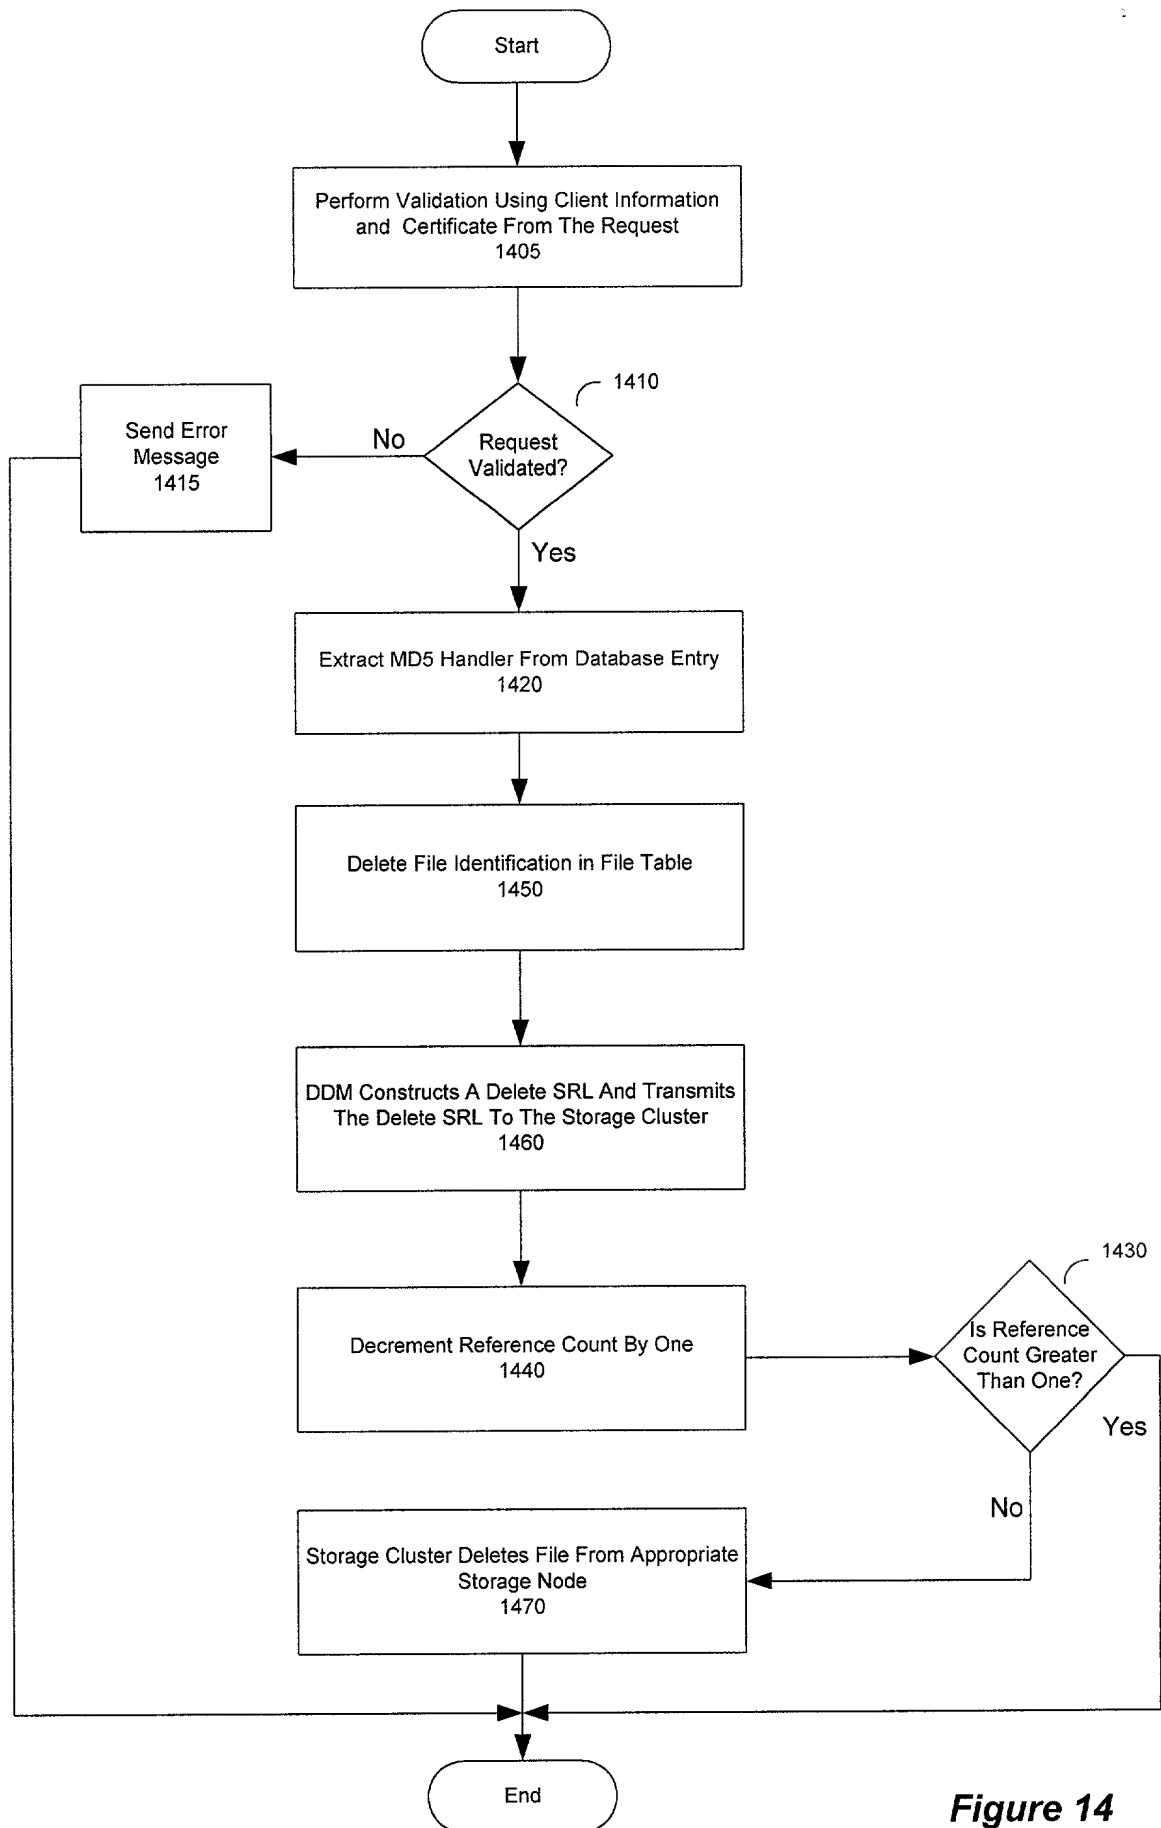 Start
Perform Validation Using Client Information
and Certificate From The Request
1405
1410
Request
Validated?
No
Send Error
Message
1415
Yes
Extract MD5 Handler From Database Entry
1420
Delete File Identification in File Table
1450
DDM Constructs A Delete SRL And Transmits
The Delete SRL To The Storage Cluster
1460
Decrement Reference Count By One
1440
1430
Is Reference
Count Greater
Than One?
Yes
No
Storage Cluster Deletes File From Appropriate
Storage Node
1470
End
Figure 14